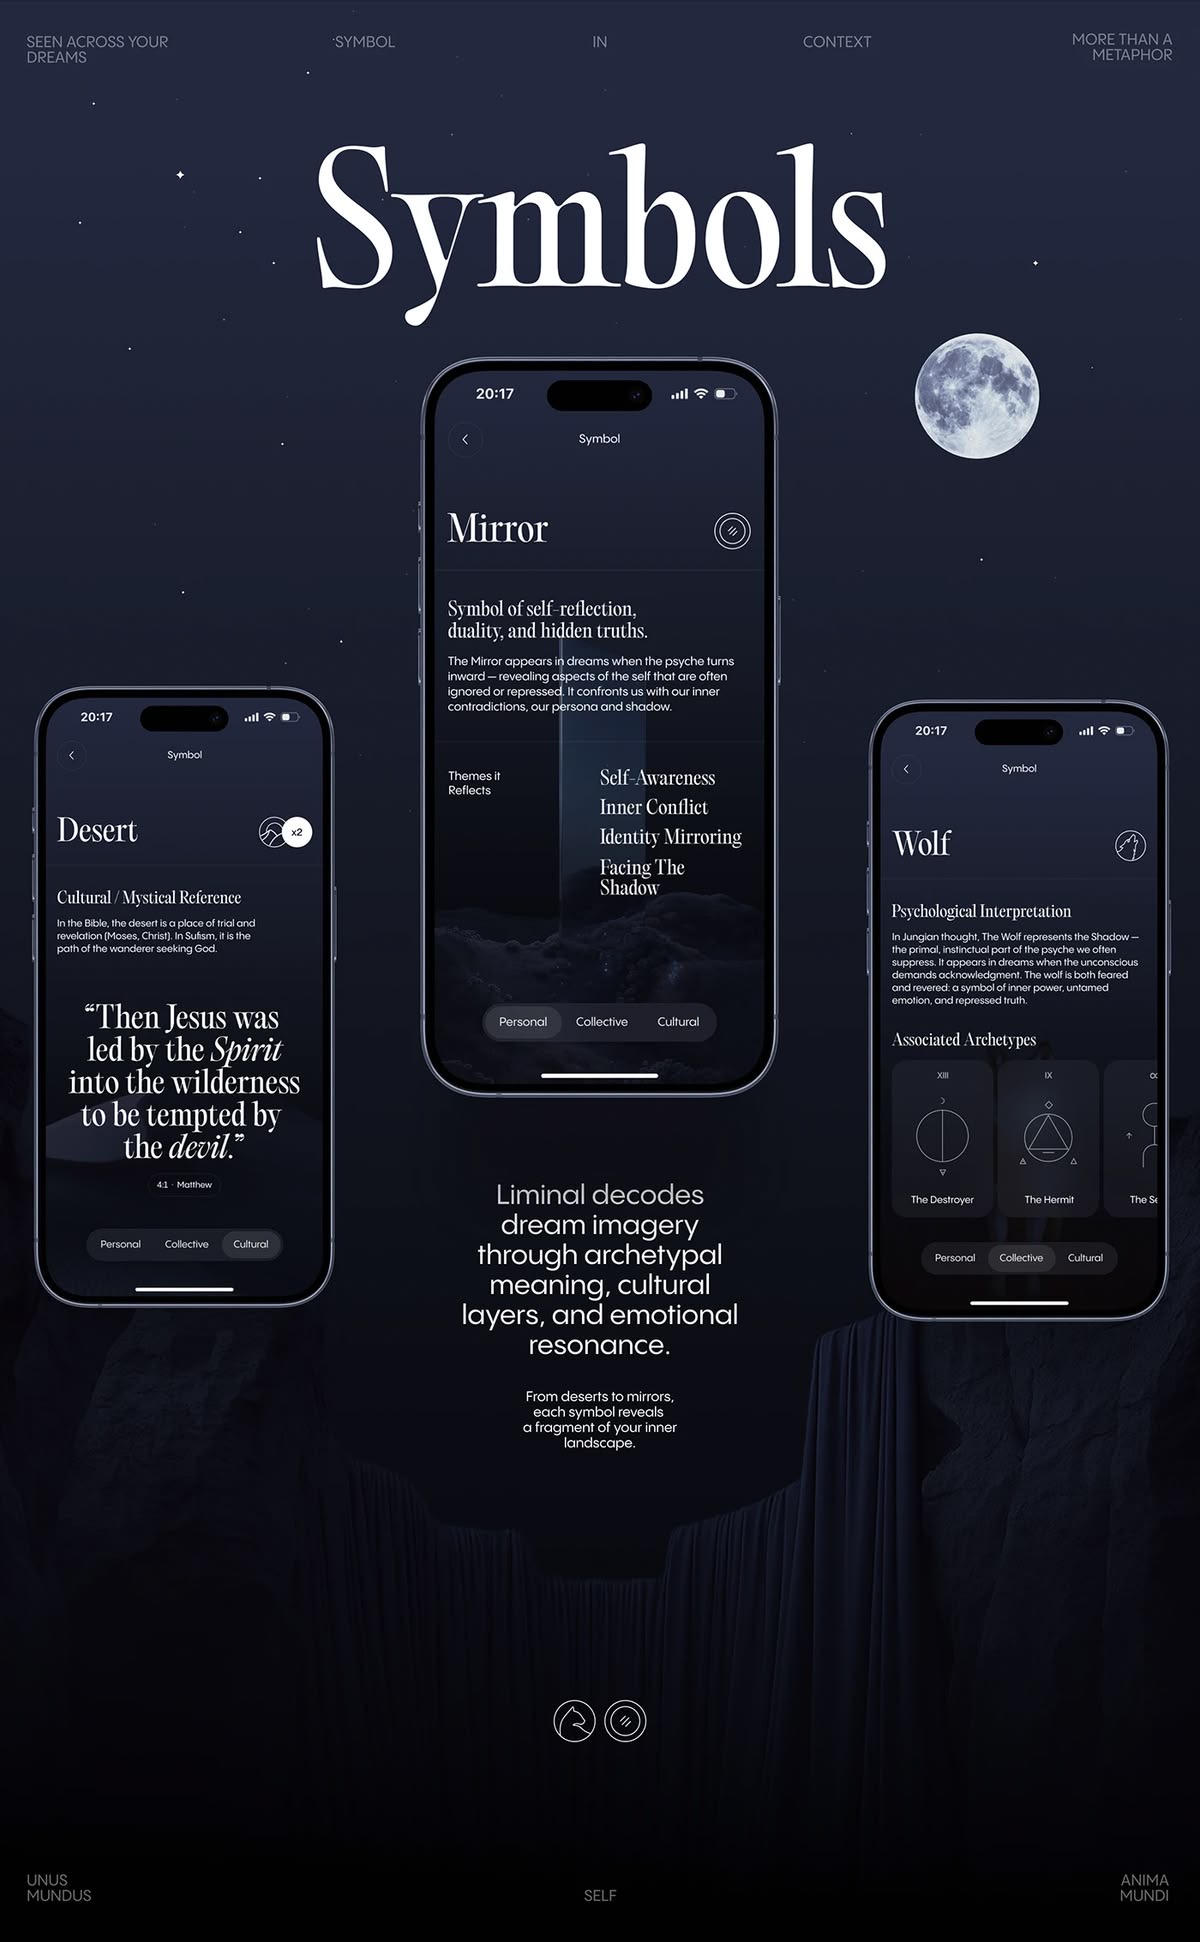 SEEN ACROSS YOUR
DREAMS
SYMBOL
IN
CONTEXT
MORE THAN A
METAPHOR
Symbols
20:17
Symbol
Mirror
Symbol of self-reflection,
duality, and hidden truths.
The Mirror appears in dreams when the psyche turns
inward — revealing aspects of the self that are often
ignored or repressed. It confronts us with our inner
contradictions, our persona and shadow.
Themes it
Reflects
Self-Awareness
Inner Conflict
Identity Mirroring
Facing The
Shadow
Personal
Collective
Cultural
20:17
Symbol
Desert
x2
Cultural / Mystical Reference
In the Bible, the desert is a place of trial and
revelation (Moses, Christ). In Sufism, it is the
path of the wanderer seeking God.
“Then Jesus was
led by the Spirit
into the wilderness
to be tempted by
the devil.”
4:1 · Matthew
Personal
Collective
Cultural
20:17
Symbol
Wolf
Psychological Interpretation
In Jungian thought, The Wolf represents the Shadow —
the primal, instinctual part of the psyche we often
suppress. It appears in dreams when the unconscious
demands acknowledgment. The wolf is both feared
and revered: a symbol of inner power, untamed
emotion, and repressed truth.
Associated Archetypes
XIII
The Destroyer
IX
The Hermit
The Se
Personal
Collective
Cultural
Liminal decodes
dream imagery
through archetypal
meaning, cultural
layers, and emotional
resonance.
From deserts to mirrors,
each symbol reveals
a fragment of your inner
landscape.
UNUS
MUNDUS
SELF
ANIMA
MUNDI